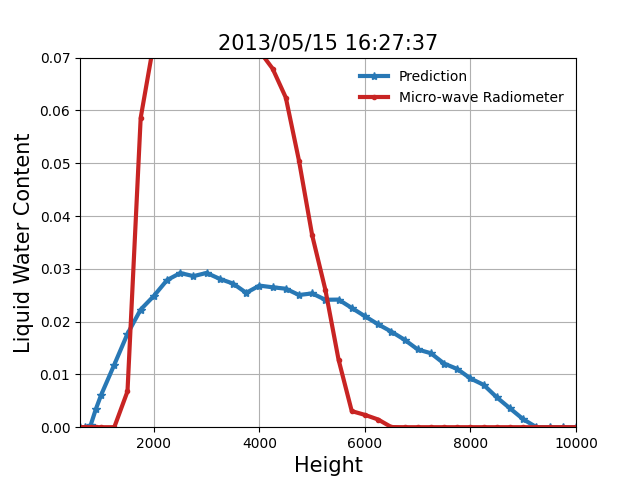 2013/05/15 16:27:37
Prediction
Micro-wave Radiometer
Liquid Water Content
0.07
0.06
0.05
0.04
0.03
0.02
0.01
0.00
2000 4000 6000 8000 10000
Height